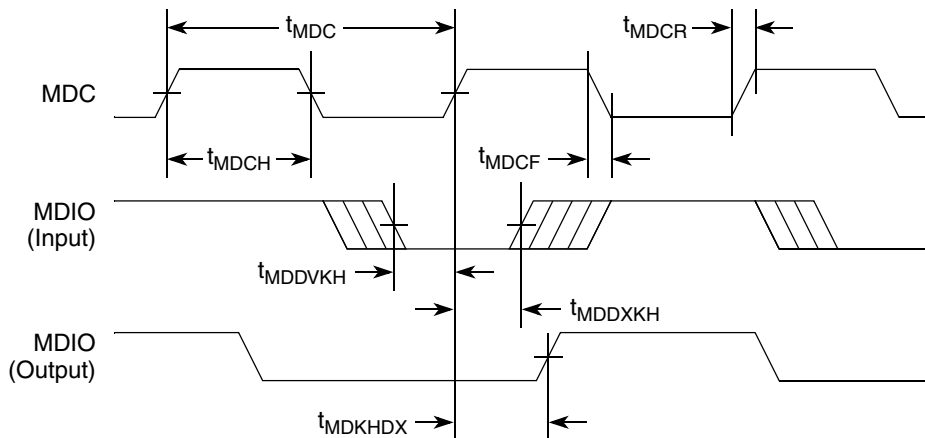 tMDC
tMDCR
MDC
tMDCH
tMDCF
MDIO
(Input)
tMDDVKH
tMDDXKH
MDIO
(Output)
tMDKHDX